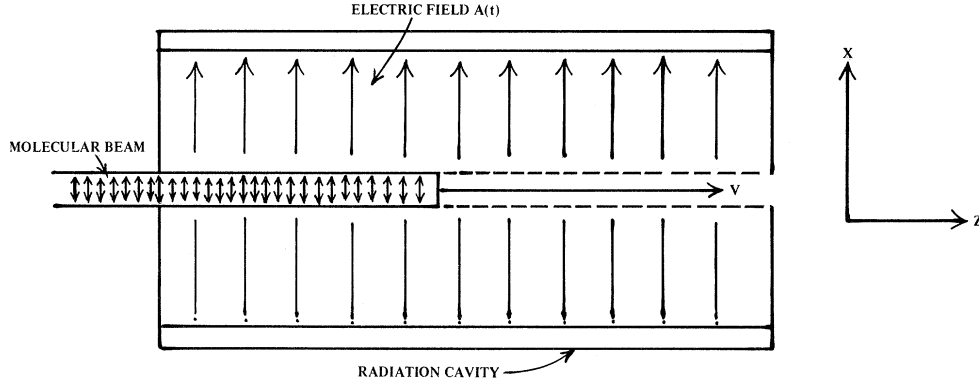 ELECTRIC FIELD A(t)
X
MOLECULAR BEAM
V
Z
RADIATION CAVITY